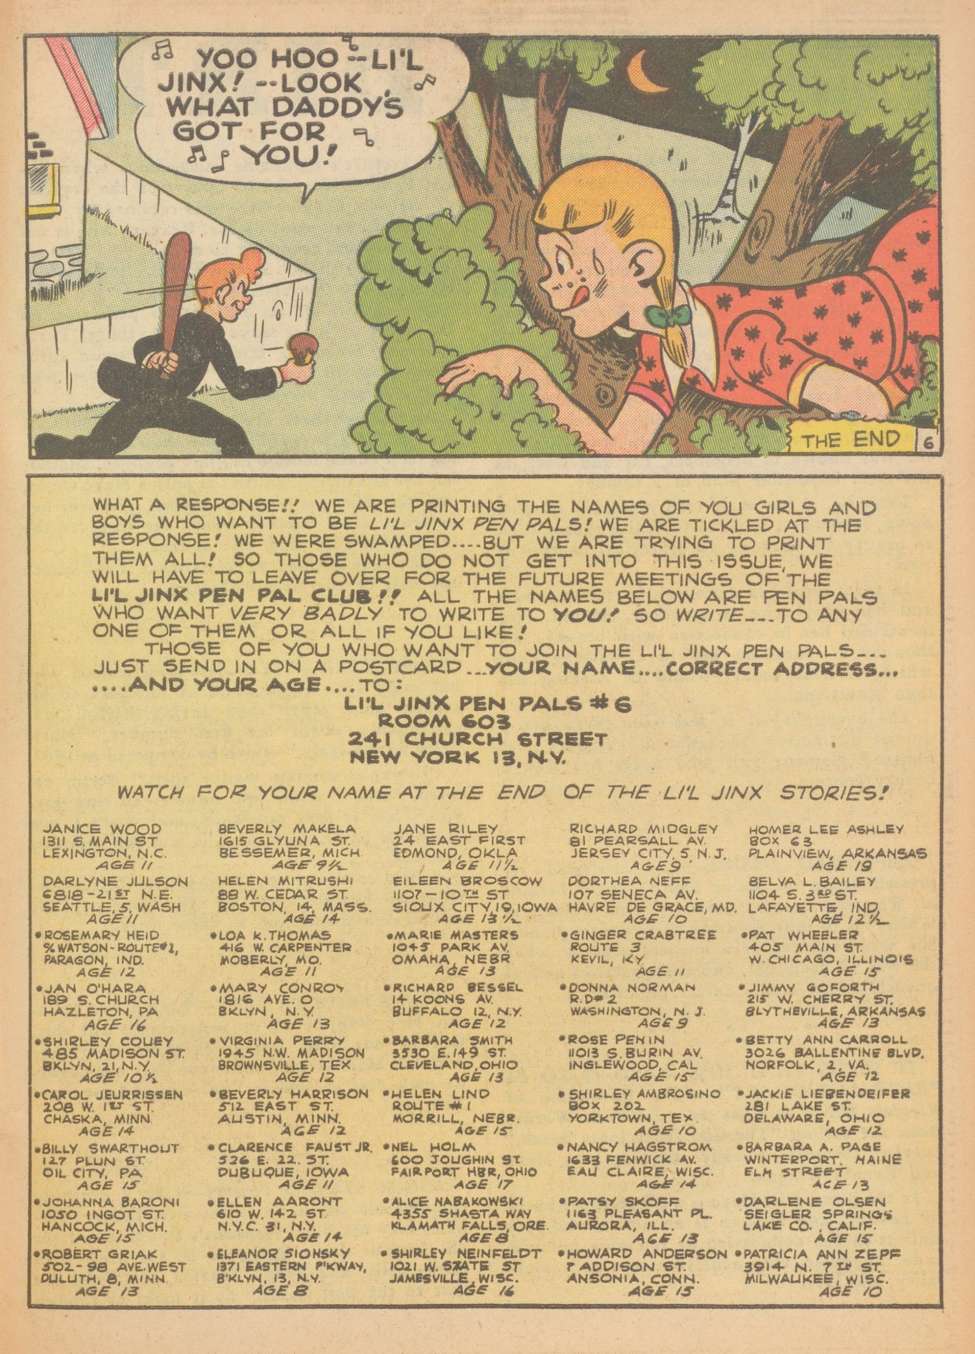 YOO HOO--LI'L
JINX!--LOOK
WHAT DADDY'S
GOT FOR
YOU!
THE END
6
WHAT A RESPONSE!! WE ARE PRINTING THE NAMES OF YOU GIRLS AND
BOYS WHO WANT TO BE LI'L JINX PEN PALS! WE ARE TICKLED AT THE
RESPONSE! WE WERE SWAMPED....BUT WE ARE TRYING TO PRINT
THEM ALL! SO THOSE WHO DO NOT GET INTO THIS ISSUE, WE
WILL HAVE TO LEAVE OVER FOR THE FUTURE MEETINGS OF THE
LI'L JINX PEN PAL CLUB!! ALL THE NAMES BELOW ARE PEN PALS
WHO WANT VERY BADLY TO WRITE TO YOU! SO WRITE---TO ANY
ONE OF THEM OR ALL IF YOU LIKE!
THOSE OF YOU WHO WANT TO JOIN THE LI'L JINX PEN PALS---
JUST SEND IN ON A POSTCARD...YOUR NAME....CORRECT ADDRESS...
....AND YOUR AGE....TO:
LI'L JINX PEN PALS #6
ROOM 603
241 CHURCH STREET
NEW YORK 13, N.Y.
WATCH FOR YOUR NAME AT THE END OF THE LI'L JINX STORIES!
JANICE WOOD
1311 S. MAIN ST
LEXINGTON, N.C.
AGE 11
DARLYNE JULSON
6818-21ST N.E.
SEATTLE, 5, WASH
AGE 11
•ROSEMARY HEID
% WATSON-ROUTE#2,
PARAGON, IND.
AGE 12
•JAN O'HARA
189 S. CHURCH
HAZLETON, PA
AGE 16
•SHIRLEY COUEY
485 MADISON ST.
BKLYN, 21, N.Y.
AGE 10½
•CAROL JEURRISSEN
208 W. 1ST ST.
CHASKA, MINN.
AGE 14
•BILLY SWARTHOUT
127 PLUN ST.
OIL CITY, PA
AGE 15
•JOHANNA BARONI
1050 INGOT ST.
HANCOCK, MICH.
AGE 15
•ROBERT GRIAK
502-98 AVE. WEST
DULUTH, 8, MINN.
AGE 13
BEVERLY MAKELA
1615 GLYUNA ST.
BESSEMER, MICH
AGE 9½
HELEN MITRUSHI
88 W. CEDAR ST.
BOSTON, 14, MASS.
AGE 14
•LOA K. THOMAS
416 W. CARPENTER
MOBERLY, MO.
AGE 11
•MARY CONROY
1816 AVE. O
BKLYN, N.Y.
AGE 13
•VIRGINIA PERRY
1945 N.W. MADISON
BROWNSVILLE, TEX
AGE 12
•BEVERLY HARRISON
512 EAST ST.
AUSTIN, MINN.
AGE 12
•CLARENCE FAUST JR.
526 E. 22. ST.
DUBUQUE, IOWA
AGE 11
•ELLEN AARONT
610 W. 142 ST.
N.Y.C. 31, N.Y.
AGE 14
•ELEANOR SIONSKY
1371 EASTERN P'KWAY,
B'KLYN, 13, N.Y.
AGE 8
JANE RILEY
24 EAST FIRST
EDMOND, OKLA
AGE 11½
EILEEN BROSCOW
1107-10TH ST
SIOUX CITY, 19, IOWA
AGE 13½
•MARIE MASTERS
1045 PARK AV.
OMAHA, NEBR
AGE 13
•RICHARD BESSEL
14 KOONS AV.
BUFFALO 12, N.Y.
AGE 12
•BARBARA SMITH
3530 E. 149 ST.
CLEVELAND, OHIO
AGE 13
•HELEN LIND
ROUTE #1
MORRILL, NEBR.
AGE 15
•NEL HOLM
600 JOUGHIN ST.
FAIRPORT HBR, OHIO
AGE 17
•ALICE NABAKOWSKI
4355 SHASTA WAY
KLAMATH FALLS, ORE.
AGE 8
•SHIRLEY NEINFELDT
1021 W. STATE ST
JAMESVILLE, WISC.
AGE 16
RICHARD MIDGLEY
81 PEARSALL AV.
JERSEY CITY, 5 N.J.
AGE 9
DORTHEA NEFF
107 SENECA AV.
HAVRE DE GRACE, MD.
AGE 10
•GINGER CRABTREE
ROUTE 3
KEVIL, KY
AGE 11
•DONNA NORMAN
R.D#2
WASHINGTON, N.J.
AGE 9
•ROSE PENIN
11013 S. BURIN AV.
INGLEWOOD, CAL
AGE 15
•SHIRLEY AMBROSINO
BOX 202
YORKTOWN, TEX
AGE 10
•NANCY HAGSTROM
1633 FENWICK AV.
EAU CLAIRE, WISC.
AGE 14
•PATSY SKOFF
1163 PLEASANT PL.
AURORA, ILL.
AGE 13
•HOWARD ANDERSON
7 ADDISON ST.
ANSONIA, CONN.
AGE 15
HOMER LEE ASHLEY
BOX 63
PLAINVIEW, ARKANSAS
AGE 19
BELVA L. BAILEY
1104 S. 3RD ST.
LAFAYETTE, IND.
AGE 12½
•PAT WHEELER
405 MAIN ST.
W. CHICAGO, ILLINOIS
AGE 15
•JIMMY GOFORTH
215 W. CHERRY ST.
BLYTHEVILLE, ARKANSAS
AGE 13
•BETTY ANN CARROLL
3026 BALLENTINE BLVD.
NORFOLK, 2, VA.
AGE 12
•JACKIE LIEBENDEIFER
281 LAKE ST.
DELAWARE, OHIO
AGE 12
•BARBARA A. PAGE
WINTERPORT, MAINE
ELM STREET
AGE 13
•DARLENE OLSEN
SEIGLER SPRINGS
LAKE CO., CALIF.
AGE 15
•PATRICIA ANN ZEPF
3914 N. 7TH ST.
MILWAUKEE, WISC.
AGE 10